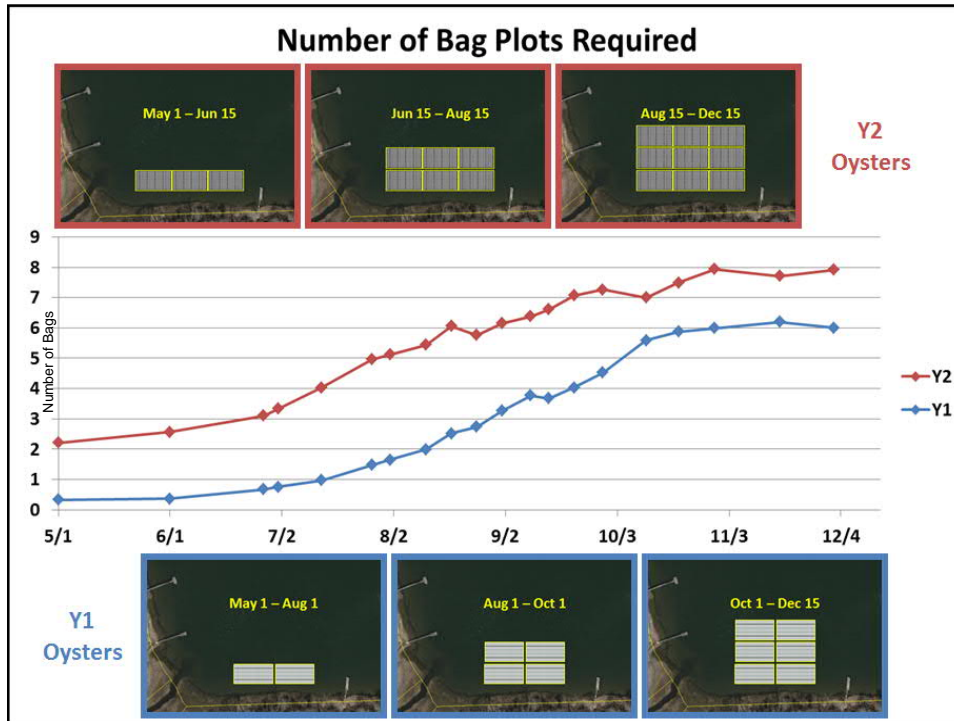 Number of Bag Plots Required
May 1 – Jun 15
Jun 15 – Aug 15
Aug 15 – Dec 15
Y2
Oysters
9
8
7
6
5
4
3
2
1
0
Number of Bags
5/1
6/1
7/2
8/2
9/2
10/3
11/3
12/4
Y2
Y1
Y1
Oysters
May 1 – Aug 1
Aug 1 – Oct 1
Oct 1 – Dec 15